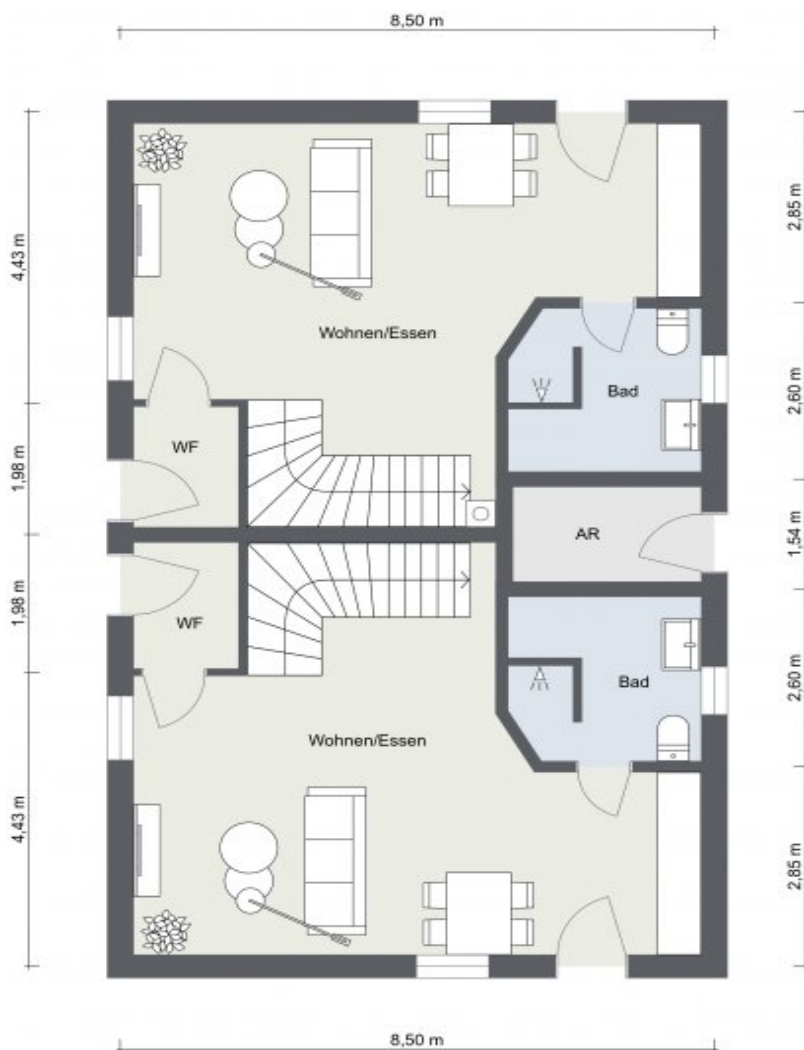 8,50 m
4,43 m
2,85 m
Wohnen/Essen
Bad
2,60 m
WF
1,98 m
AR
1,54 m
1,98 m
WF
Bad
2,60 m
Wohnen/Essen
4,43 m
2,85 m
8,50 m